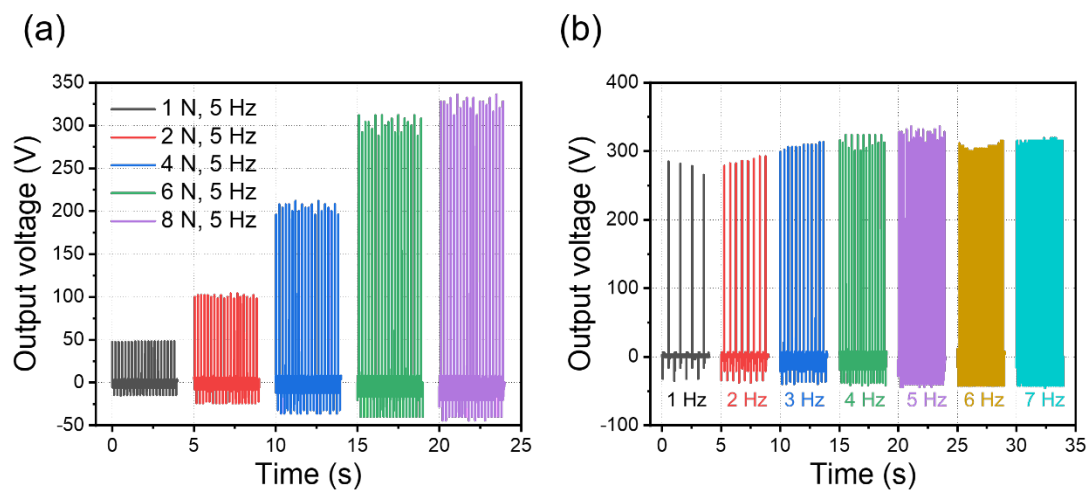 (a)
350
300
250
200
150
100
50
0
-50
Output voltage (V)
1 N, 5 Hz
2 N, 5 Hz
4 N, 5 Hz
6 N, 5 Hz
8 N, 5 Hz
0 5 10 15 20 25
Time (s)
(b)
400
300
200
100
0
-100
Output voltage (V)
1 Hz 2 Hz 3 Hz 4 Hz 5 Hz 6 Hz 7 Hz
0 5 10 15 20 25 30 35
Time (s)